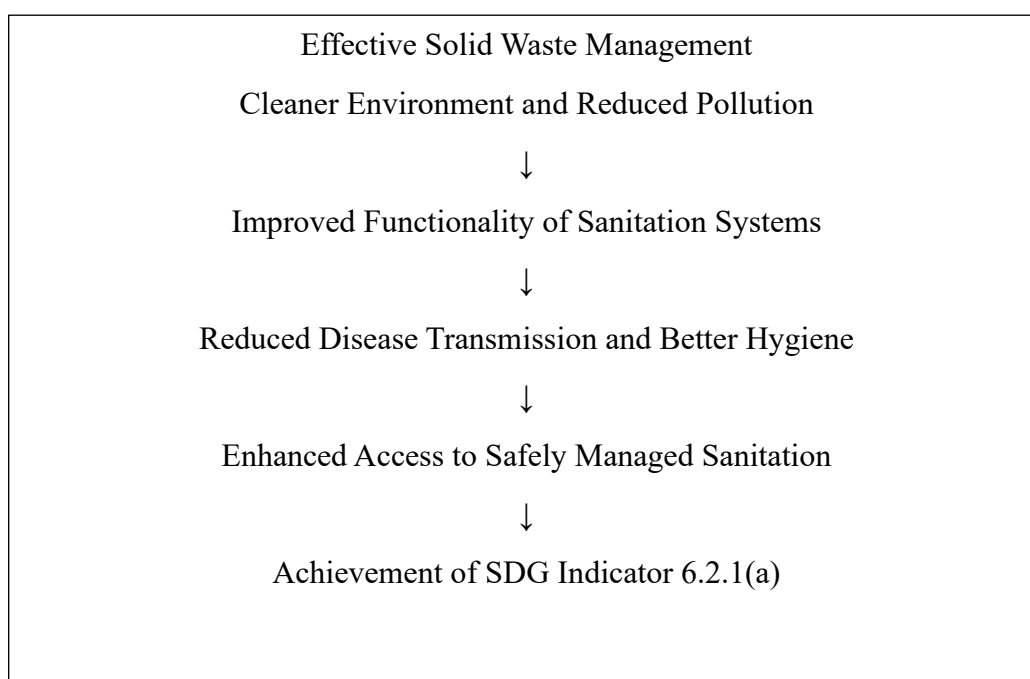 Effective Solid Waste Management
Cleaner Environment and Reduced Pollution
↓
Improved Functionality of Sanitation Systems
↓
Reduced Disease Transmission and Better Hygiene
↓
Enhanced Access to Safely Managed Sanitation
↓
Achievement of SDG Indicator 6.2.1(a)